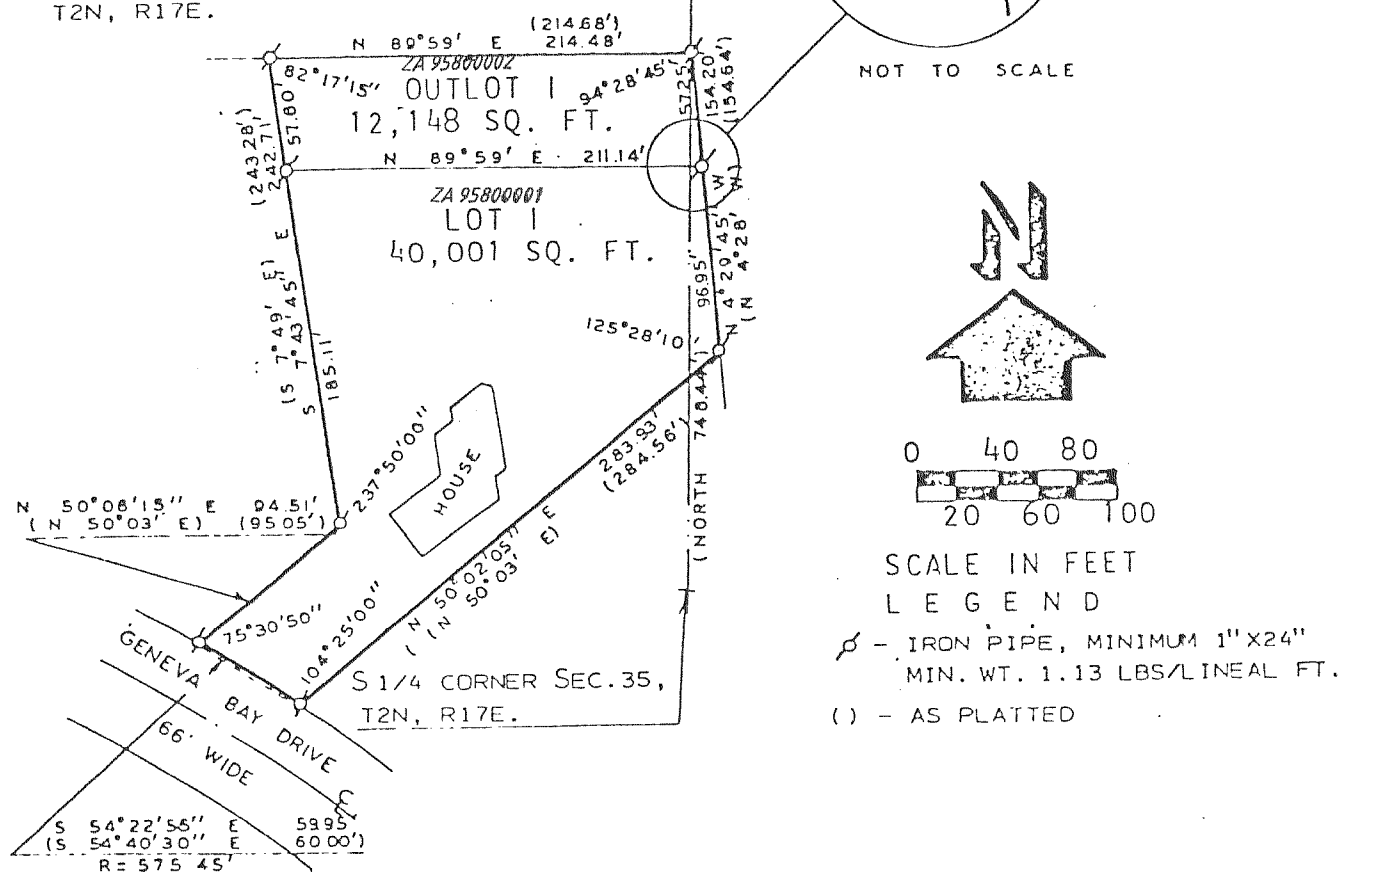 T2N, R17E.
(214.68')
N 89°59' E 214.48'
ZA 95800002
82°17'15"
OUTLOT 1
94°28'45"
12,148 SQ. FT.
57.25'
154.20'
(154.64')
NOT TO SCALE
(243.28')
242.71'
57.60'
N 89°59' E 211.14'
ZA 95800001
LOT 1
40,001 SQ. FT.
(S 7°49' E)
S 7°43'45" E
185.11'
96.95'
N 4°29'45" W
(N 4°28' W)
125°28'10"
N
237°50'00"
HOUSE
283.93'
(284.56')
(NORTH 748.44')
N 50°08'15" E 94.51'
(N 50°03' E) (95.05')
75°30'50"
104°25'00"
N 50°02'05" E
(N 50°03' E)
GENEVA BAY DRIVE
66' WIDE
S 1/4 CORNER SEC.35,
T2N, R17E.
0 40 80
20 60 100
SCALE IN FEET
LEGEND
- IRON PIPE, MINIMUM 1"X24"
MIN. WT. 1.13 LBS/LINEAL FT.
() - AS PLATTED
S 54°22'55" E 59.95'
(S 54°40'30" E 60.00')
R= 575.45'